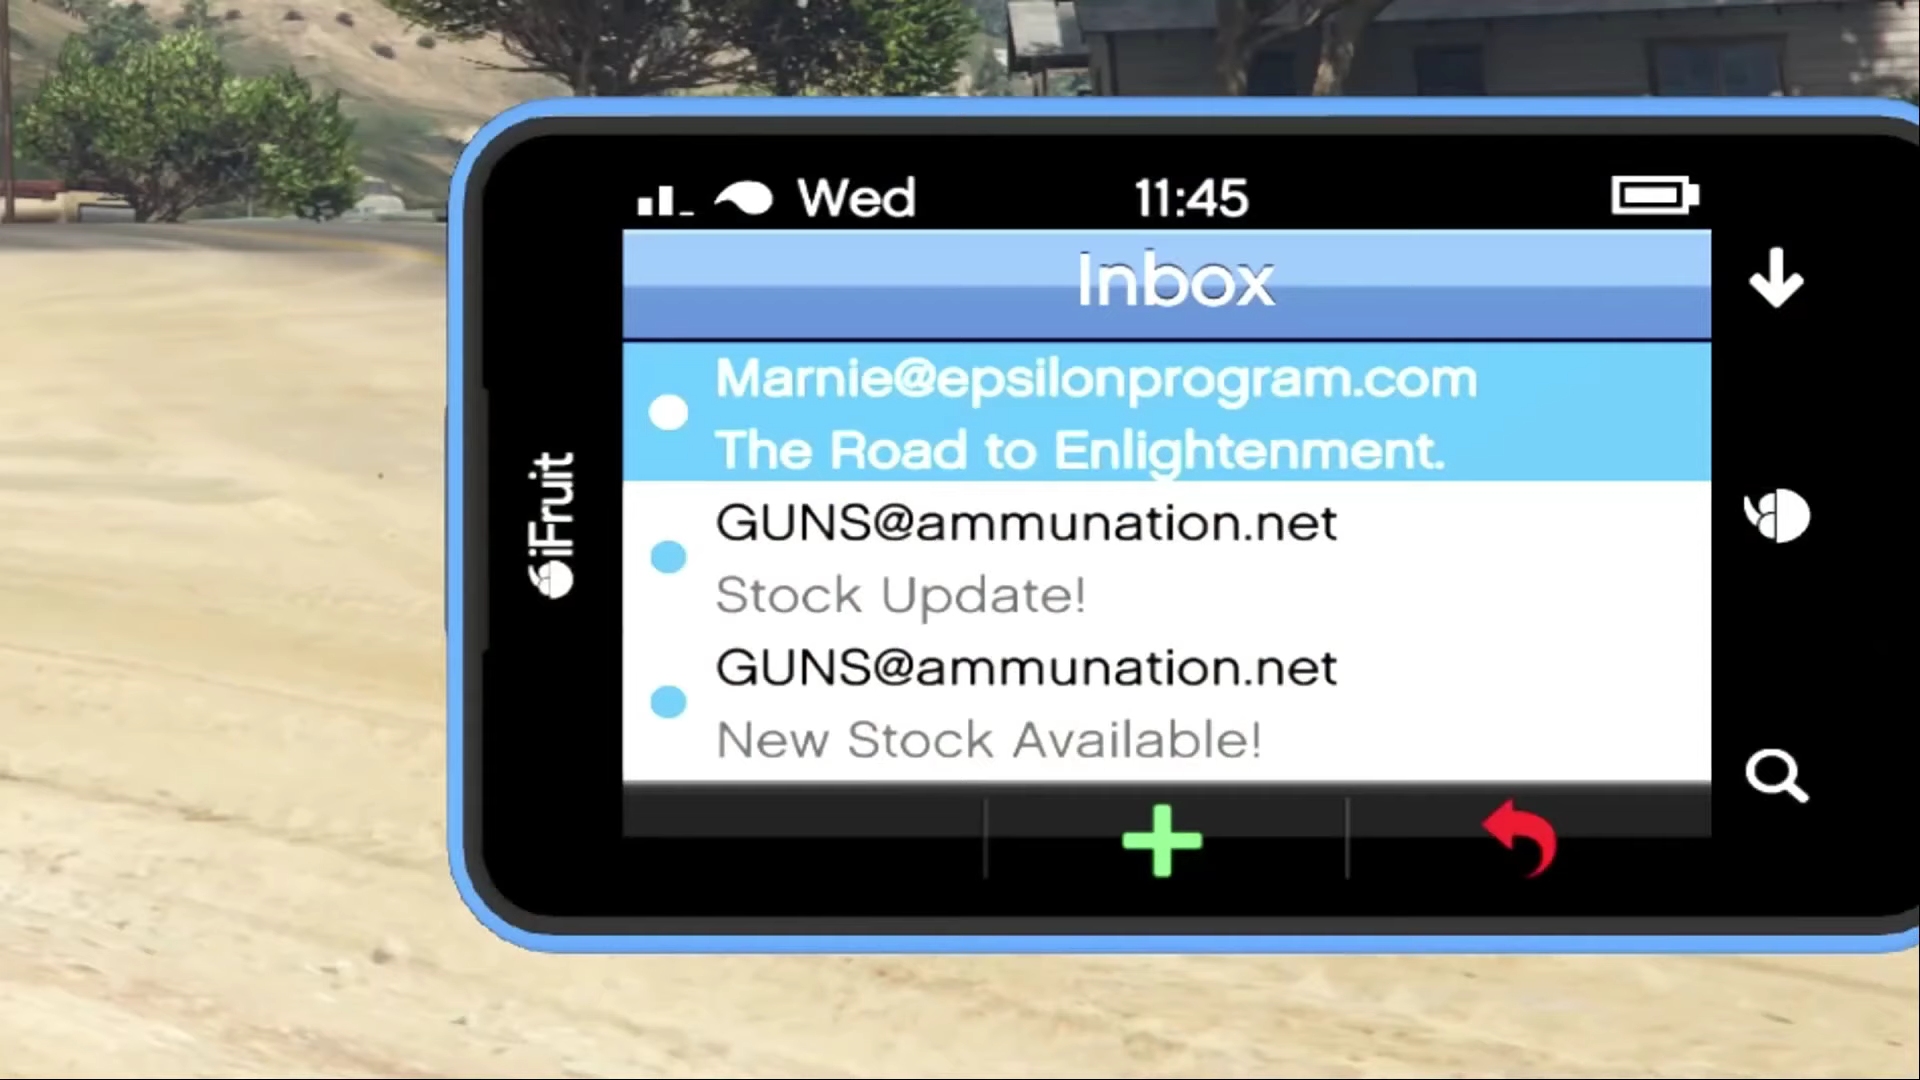 Wed 11:45
Inbox
Marnie@epsilonprogram.com
The Road to Enlightenment.
GUNS@ammunation.net
Stock Update!
GUNS@ammunation.net
New Stock Available!
iFruit